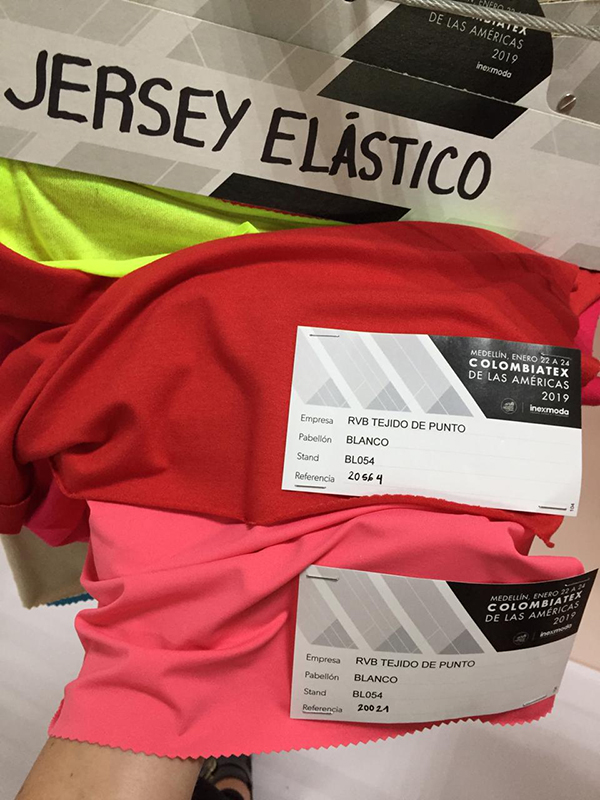 DE LAS AMÉRICAS
2019
inexmoda
JERSEY ELÁSTICO
MEDELLÍN, ENERO 22 A 24
COLOMBIATEX
DE LAS AMÉRICAS
2019
inexmoda
Empresa RVB TEJIDO DE PUNTO
Pabellón BLANCO
Stand BL054
Referencia 20564
MEDELLÍN, ENERO 22 A 24
COLOMBIATEX
DE LAS AMÉRICAS
2019
inexmoda
Empresa RVB TEJIDO DE PUNTO
Pabellón BLANCO
Stand BL054
Referencia 20021